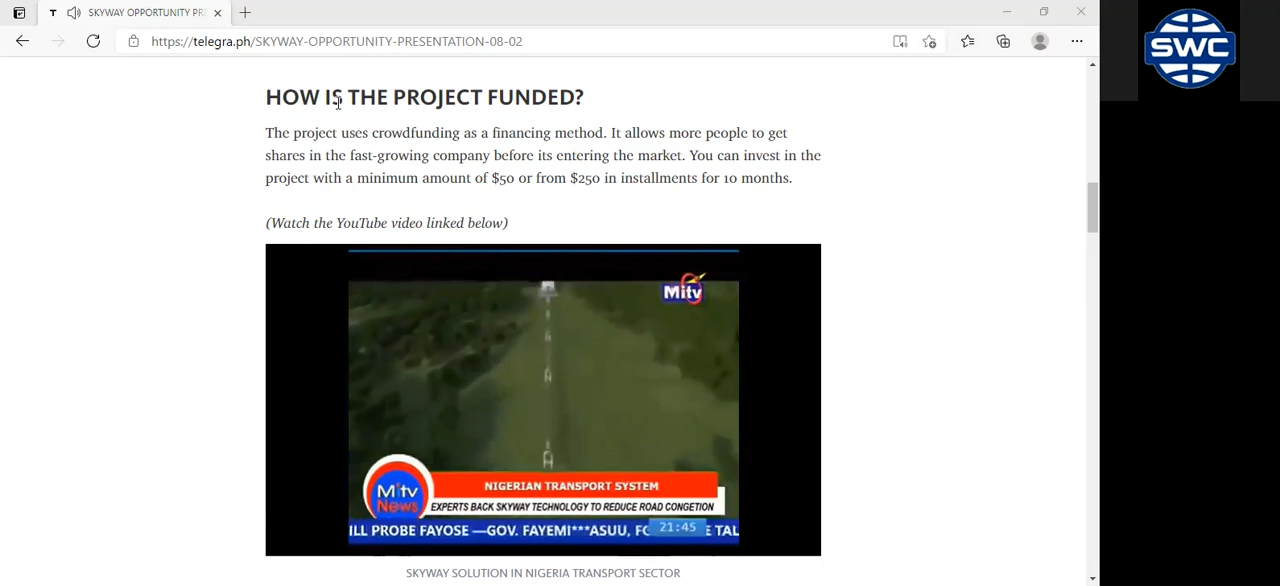 SKYWAY OPPORTUNITY PR
https://telegra.ph/SKYWAY-OPPORTUNITY-PRESENTATION-08-02
SWC
HOW IS THE PROJECT FUNDED?
The project uses crowdfunding as a financing method. It allows more people to get
shares in the fast-growing company before its entering the market. You can invest in the
project with a minimum amount of $50 or from $250 in installments for 10 months.
(Watch the YouTube video linked below)
Mitv
Mitv
News
NIGERIAN TRANSPORT SYSTEM
EXPERTS BACK SKYWAY TECHNOLOGY TO REDUCE ROAD CONGETION
ILL PROBE FAYOSE —GOV. FAYEMI***ASUU, 21:45 E TAL
SKYWAY SOLUTION IN NIGERIA TRANSPORT SECTOR